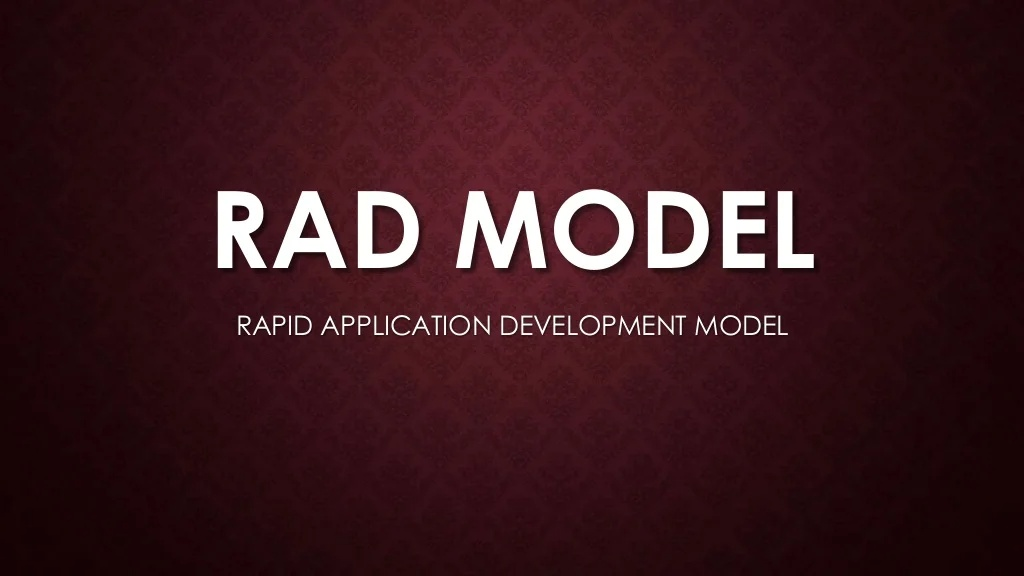 RAD MODEL
RAPID APPLICATION DEVELOPMENT MODEL